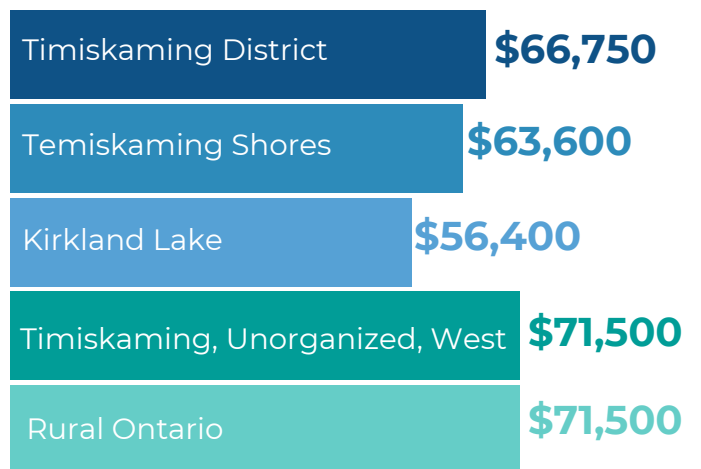 Timiskaming District $66,750
Temiskaming Shores $63,600
Kirkland Lake $56,400
Timiskaming, Unorganized, West $71,500
Rural Ontario $71,500